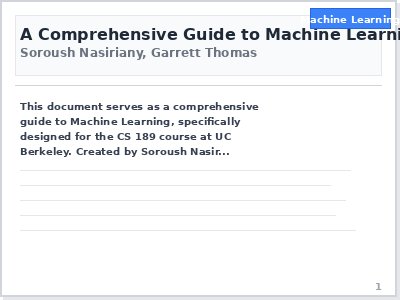 Machine Learning
A Comprehensive Guide to Machine Learni
Soroush Nasiriany, Garrett Thomas
This document serves as a comprehensive
guide to Machine Learning, specifically
designed for the CS 189 course at UC
Berkeley. Created by Soroush Nasir...
1